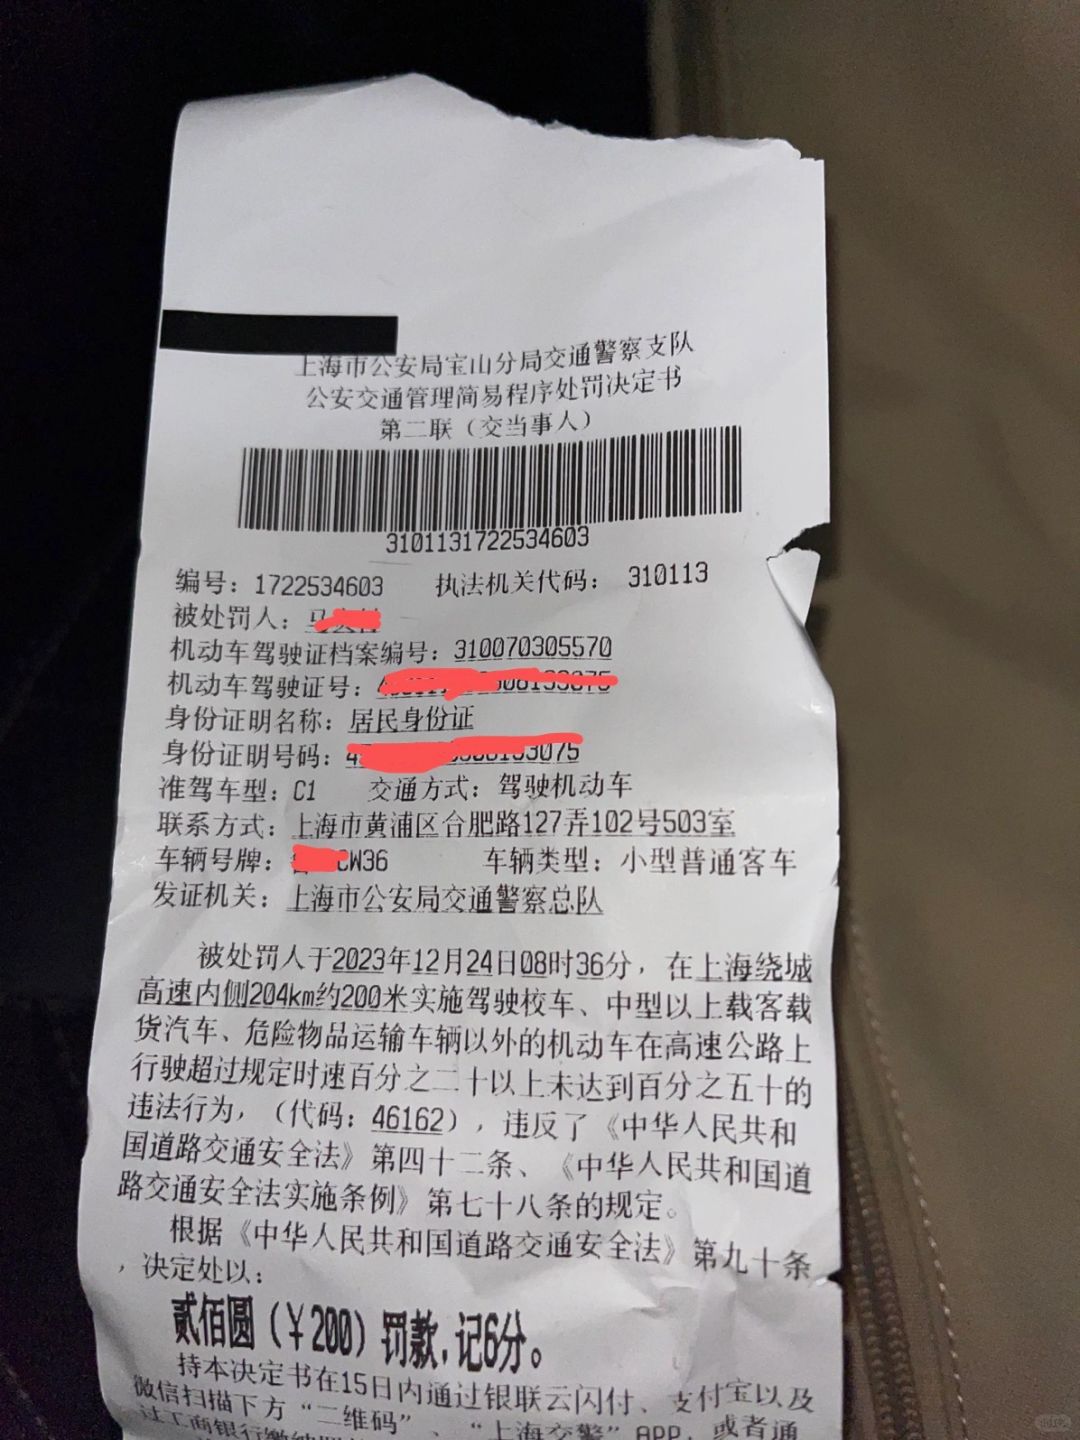 上海市公安局宝山分局交通警察支队
公安交通管理简易程序处罚决定书
第二联（交当事人）
3101131722534603
编号：1722534603 执法机关代码：310113
被处罚人：
机动车驾驶证档案编号：310070305570
机动车驾驶证号：
身份证明名称：居民身份证
身份证明号码：
准驾车型：C1 交通方式：驾驶机动车
联系方式：上海市黄浦区合肥路127弄102号503室
车辆号牌：W36 车辆类型：小型普通客车
发证机关：上海市公安局交通警察总队
被处罚人于2023年12月24日08时36分，在上海绕城
高速内侧204km约200米实施驾驶校车、中型以上载客载
货汽车、危险物品运输车辆以外的机动车在高速公路上
行驶超过规定时速百分之二十以上未达到百分之五十的
违法行为，（代码：46162），违反了《中华人民共和
国道路交通安全法》第四十二条、《中华人民共和国道
路交通安全法实施条例》第七十八条的规定。
根据《中华人民共和国道路交通安全法》第九十条
，决定处以：
贰佰圆（￥200）罚款，记6分。
持本决定书在15日内通过银联云闪付、支付宝以及
微信扫描下方“二维码”、“上海交警”APP，或者通
过工商银行缴纳